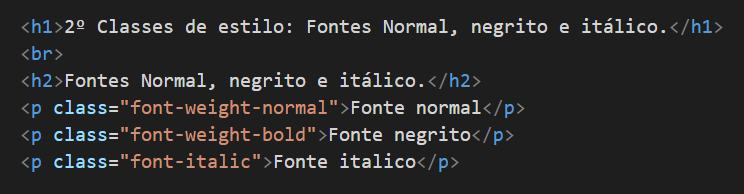 <h1>2º Classes de estilo: Fontes Normal, negrito e itálico.</h1>
<br>
<h2>Fontes Normal, negrito e itálico.</h2>
<p class="font-weight-normal">Fonte normal</p>
<p class="font-weight-bold">Fonte negrito</p>
<p class="font-italic">Fonte italico</p>